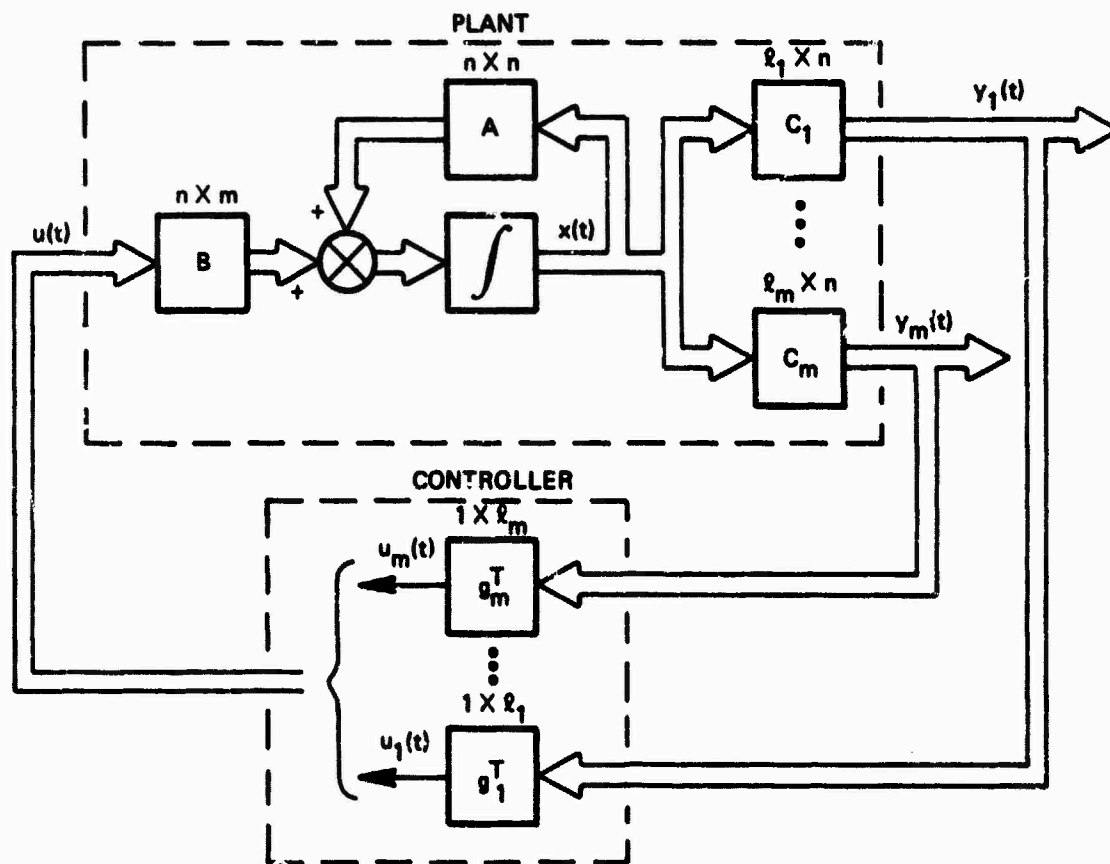 PLANT
n X n
A
ℓ₁ X n
C₁
y₁(t)
n X m
B
u(t)
+
+
∫
x(t)
ℓₘ X n
Cₘ
yₘ(t)
CONTROLLER
1 X ℓₘ
uₘ(t)
gₘᵀ
1 X ℓ₁
u₁(t)
g₁ᵀ